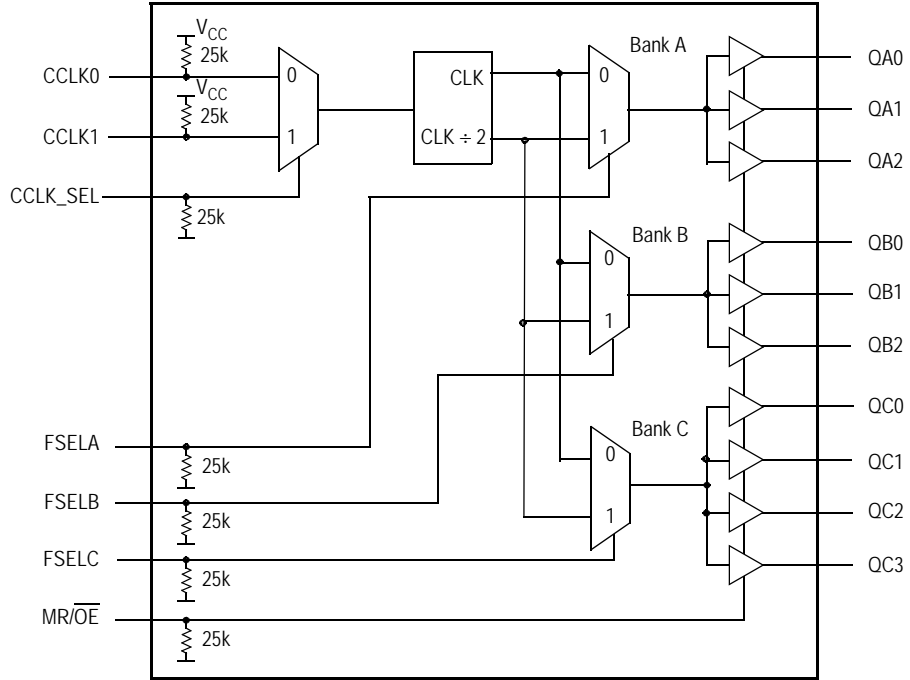 VCC
25k
CCLK0
VCC
25k
CCLK1
CCLK_SEL
25k
0
1
CLK
CLK ÷ 2
Bank A
0
1
QA0
QA1
QA2
Bank B
0
1
QB0
QB1
QB2
Bank C
0
1
QC0
QC1
QC2
QC3
FSELA
25k
FSELB
25k
FSELC
25k
MR/OE
25k